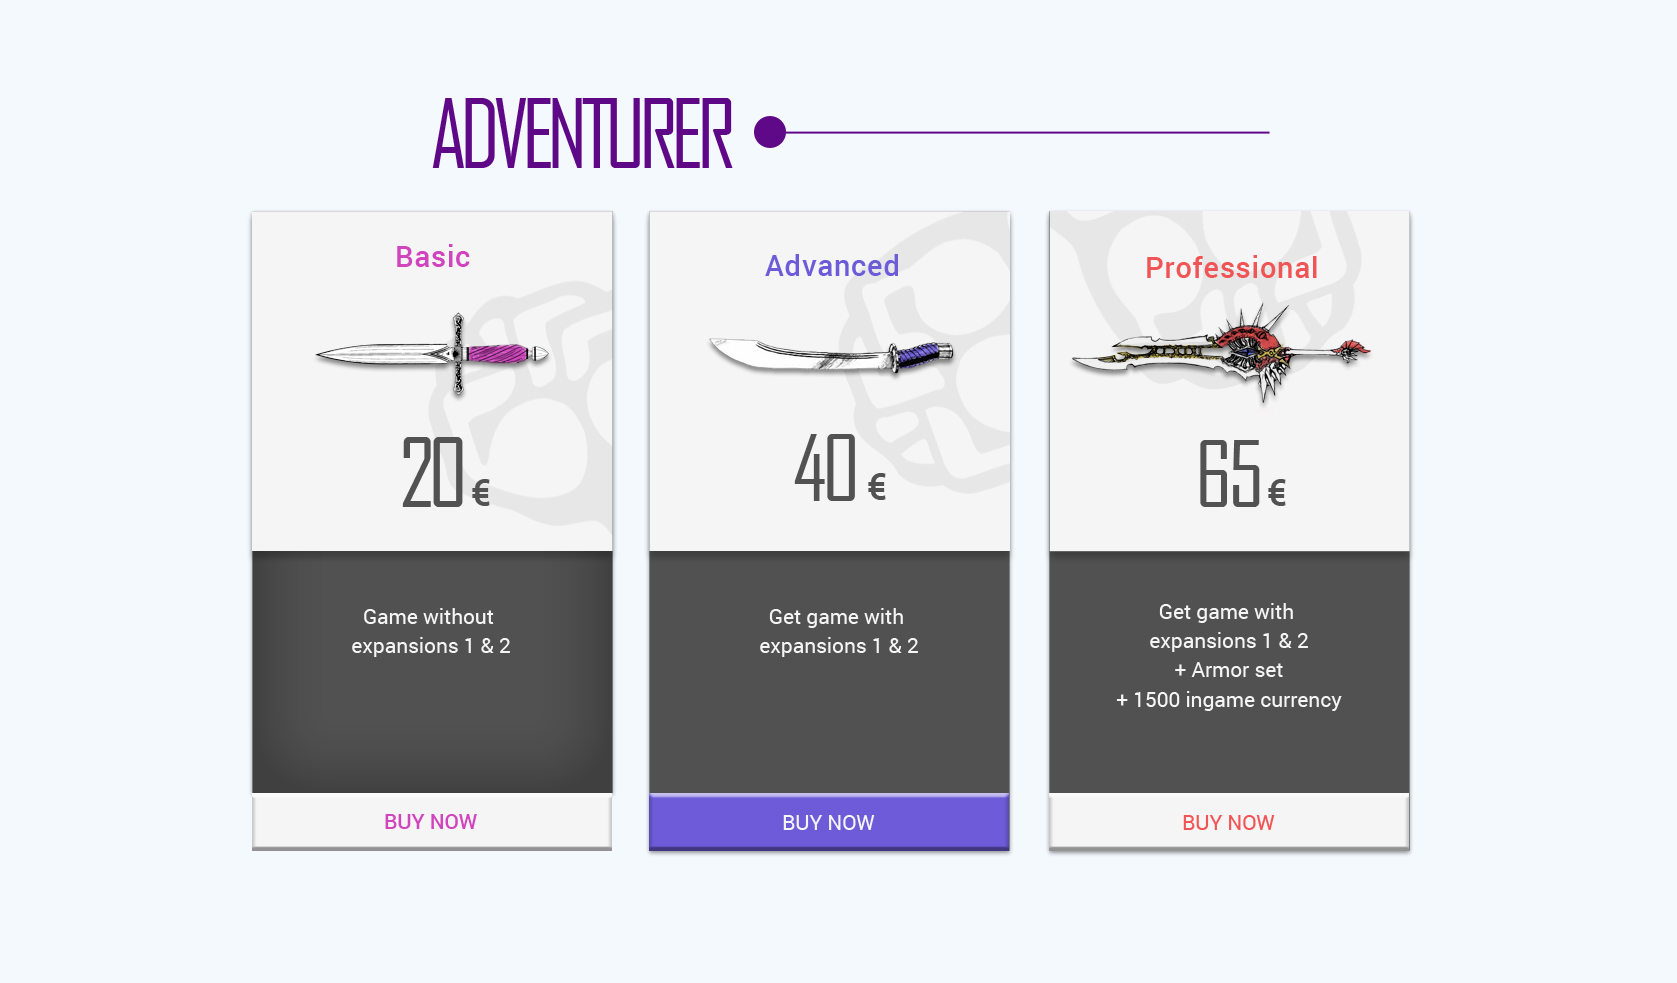 ADVENTURER
Basic
20 €
Game without
expansions 1 & 2
BUY NOW
Advanced
40 €
Get game with
expansions 1 & 2
BUY NOW
Professional
65 €
Get game with
expansions 1 & 2
+ Armor set
+ 1500 ingame currency
BUY NOW